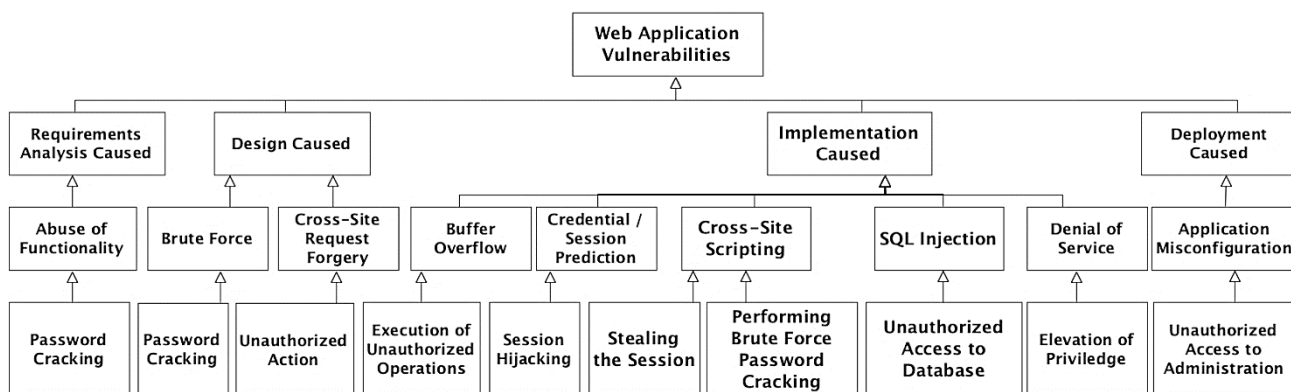 Web Application
Vulnerabilities
Requirements
Analysis Caused
Design Caused
Implementation
Caused
Deployment
Caused
Abuse of
Functionality
Brute Force
Cross-Site
Request
Forgery
Buffer
Overflow
Credential /
Session
Prediction
Cross-Site
Scripting
SQL Injection
Denial of
Service
Application
Misconfiguration
Password
Cracking
Password
Cracking
Unauthorized
Action
Execution of
Unauthorized
Operations
Session
Hijacking
Stealing
the Session
Performing
Brute Force
Password
Cracking
Unauthorized
Access to
Database
Elevation of
Priviledge
Unauthorized
Access to
Administration